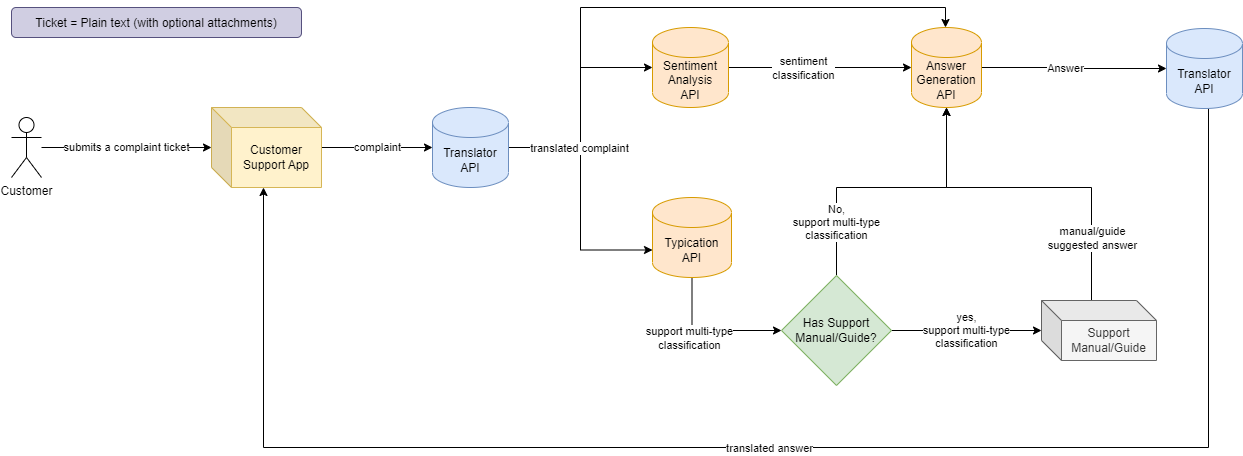 Ticket = Plain text (with optional attachments)
Customer
submits a complaint ticket
Customer
Support App
complaint
Translator
API
translated complaint
Sentiment
Analysis
API
sentiment
classification
Answer
Generation
API
Answer
Translator
API
Typication
API
support multi-type
classification
Has Support
Manual/Guide?
No,
support multi-type
classification
yes,
support multi-type
classification
Support
Manual/Guide
manual/guide
suggested answer
translated answer